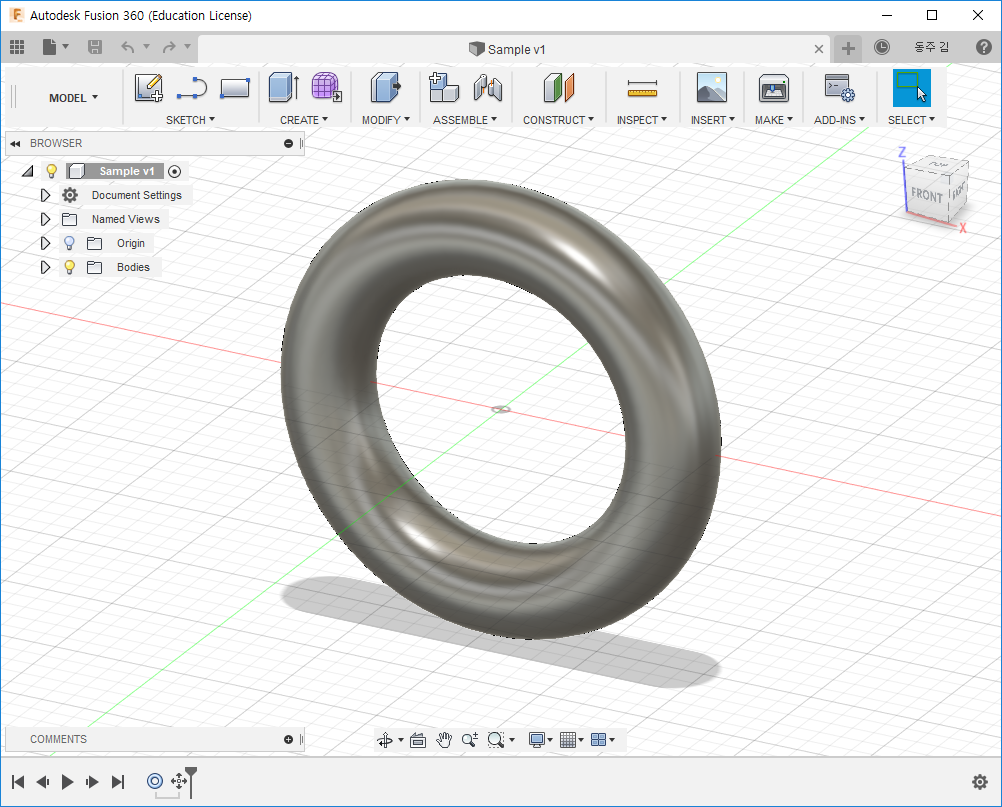 F Autodesk Fusion 360 (Education License)
Sample v1
동주 김
MODEL
SKETCH
CREATE
MODIFY
ASSEMBLE
CONSTRUCT
INSPECT
INSERT
MAKE
ADD-INS
SELECT
BROWSER
Sample v1
Document Settings
Named Views
Origin
Bodies
Z
TOP
FRONT
RIGHT
X
COMMENTS